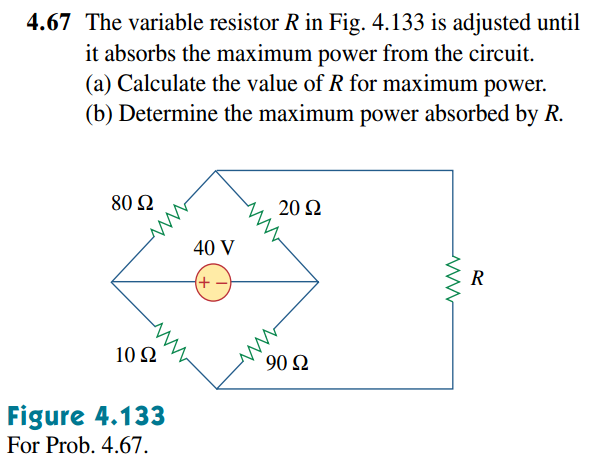 4.67 The variable resistor R in Fig. 4.133 is adjusted until
it absorbs the maximum power from the circuit.
(a) Calculate the value of R for maximum power.
(b) Determine the maximum power absorbed by R.
80 Ω
20 Ω
40 V
+ −
R
10 Ω
90 Ω
Figure 4.133
For Prob. 4.67.